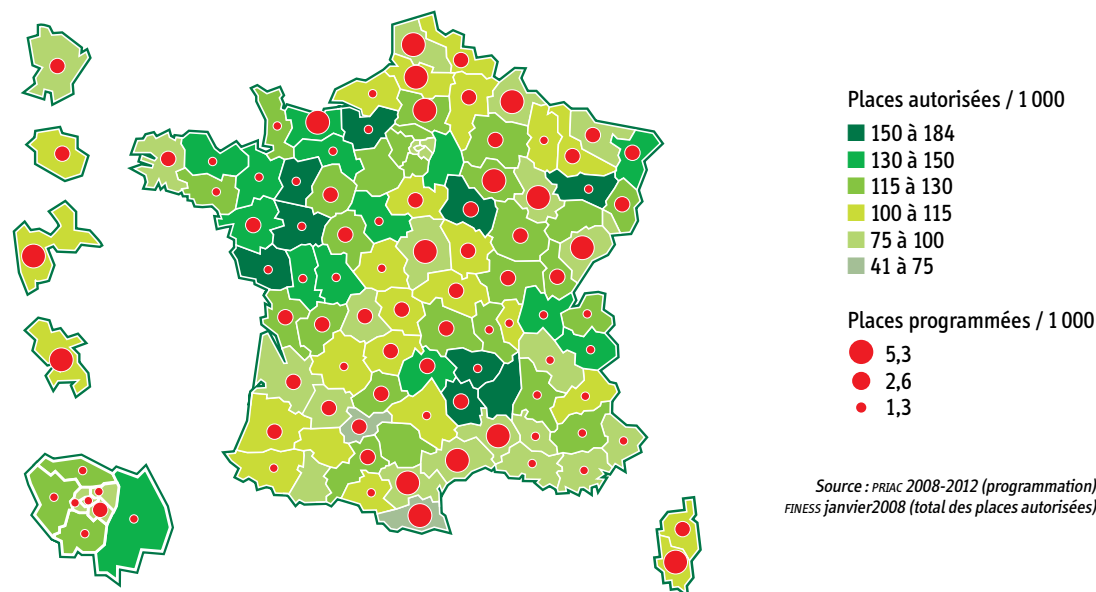 Places autorisées / 1 000
150 à 184
130 à 150
115 à 130
100 à 115
75 à 100
41 à 75
Places programmées / 1 000
5,3
2,6
1,3
Source : PRIAC 2008-2012 (programmation)
FINESS janvier2008 (total des places autorisées)